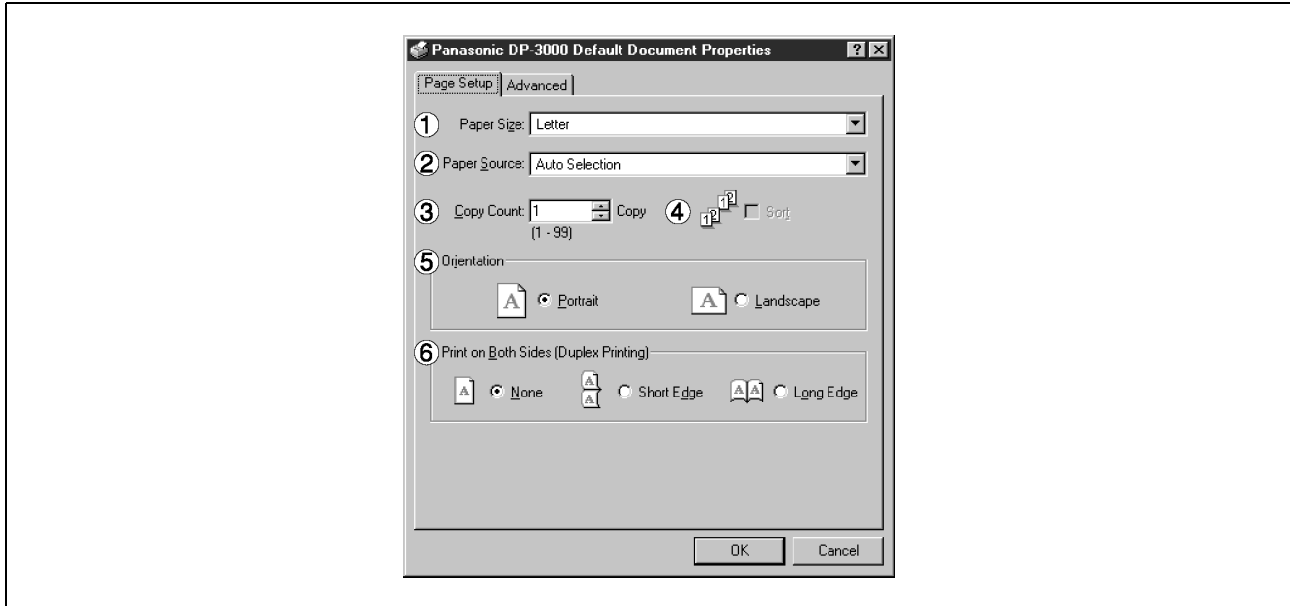 Panasonic DP-3000 Default Document Properties
Page Setup Advanced
① Paper Size: Letter
② Paper Source: Auto Selection
③ Copy Count: 1 Copy ④ 12 12 Sort
(1 - 99)
⑤ Orientation
A Portrait A Landscape
⑥ Print on Both Sides (Duplex Printing)
A None A A Short Edge A A Long Edge
OK Cancel